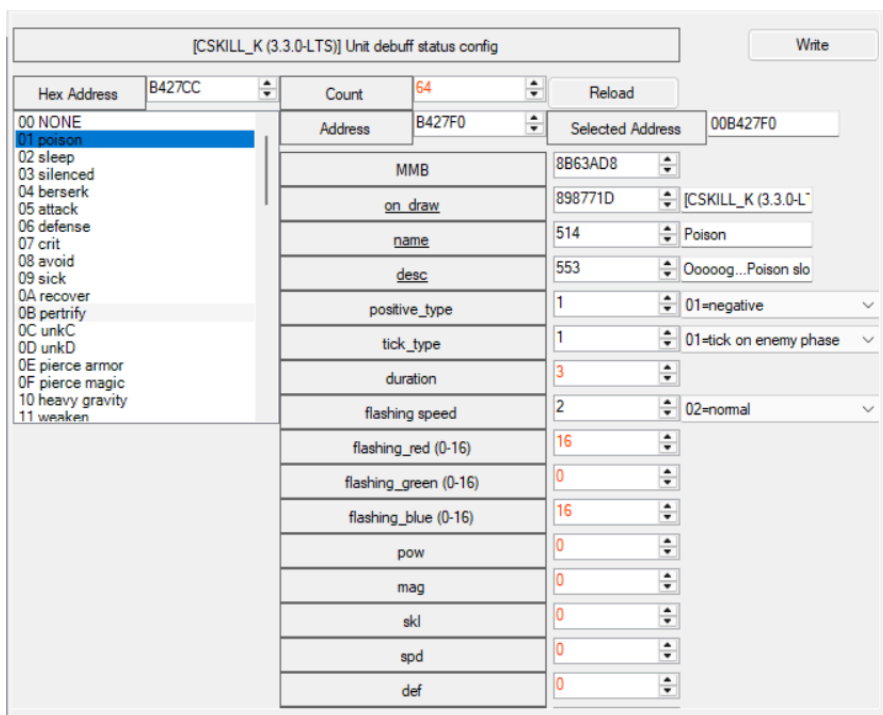 [CSKILL_K (3.3.0-LTS)] Unit debuff status config
Write
Hex Address B427CC Count 64 Reload
Address B427F0 Selected Address 00B427F0
00 NONE
01 poison
02 sleep
03 silenced
04 berserk
05 attack
06 defense
07 crit
08 avoid
09 sick
0A recover
0B pertrify
0C unkC
0D unkD
0E pierce armor
0F pierce magic
10 heavy gravity
11 weaken
MMB 8B63AD8
on_draw 898771D [CSKILL_K (3.3.0-L
name 514 Poison
desc 553 Ooooog...Poison slo
positive_type 1 01=negative
tick_type 1 01=tick on enemy phase
duration 3
flashing speed 2 02=normal
flashing_red (0-16) 16
flashing_green (0-16) 0
flashing_blue (0-16) 16
pow 0
mag 0
skl 0
spd 0
def 0